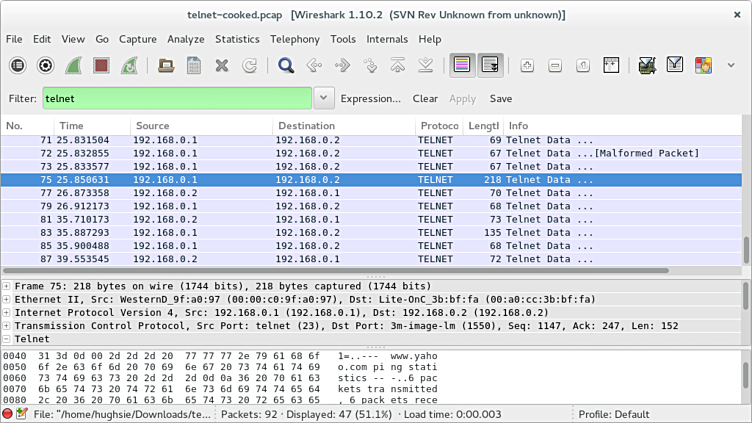 telnet-cooked.pcap [Wireshark 1.10.2 (SVN Rev Unknown from unknown)]
File Edit View Go Capture Analyze Statistics Telephony Tools Internals Help
Filter: telnet Expression... Clear Apply Save
No. Time Source Destination Protoco Lengtl Info
71 25.831504 192.168.0.1 192.168.0.2 TELNET 69 Telnet Data ...
72 25.832855 192.168.0.1 192.168.0.2 TELNET 67 Telnet Data ...[Malformed Packet]
73 25.833577 192.168.0.1 192.168.0.2 TELNET 67 Telnet Data ...
75 25.850631 192.168.0.1 192.168.0.2 TELNET 218 Telnet Data ...
77 26.873358 192.168.0.2 192.168.0.1 TELNET 70 Telnet Data ...
79 26.912173 192.168.0.1 192.168.0.2 TELNET 68 Telnet Data ...
81 35.710173 192.168.0.2 192.168.0.1 TELNET 73 Telnet Data ...
83 35.887293 192.168.0.1 192.168.0.2 TELNET 135 Telnet Data ...
85 35.900488 192.168.0.1 192.168.0.2 TELNET 68 Telnet Data ...
87 39.553545 192.168.0.2 192.168.0.1 TELNET 72 Telnet Data ...
Frame 75: 218 bytes on wire (1744 bits), 218 bytes captured (1744 bits)
Ethernet II, Src: WesternD_9f:a0:97 (00:00:c0:9f:a0:97), Dst: Lite-OnC_3b:bf:fa (00:a0:cc:3b:bf:fa)
Internet Protocol Version 4, Src: 192.168.0.1 (192.168.0.1), Dst: 192.168.0.2 (192.168.0.2)
Transmission Control Protocol, Src Port: telnet (23), Dst Port: 3m-image-lm (1550), Seq: 1147, Ack: 247, Len: 152
Telnet
0040 31 3d 0d 00 2d 2d 2d 20 77 77 77 2e 79 61 68 6f 1=..--- www.yaho
0050 6f 2e 63 6f 6d 20 70 69 6e 67 20 73 74 61 74 69 o.com pi ng stati
0060 73 74 69 63 73 20 2d 2d 2d 0d 0a 36 20 70 61 63 stics -- -..6 pac
0070 6b 65 74 73 20 74 72 61 6e 73 6d 69 74 74 65 64 kets tra nsmitted
0080 2c 20 36 20 70 61 63 6b 65 74 73 20 72 65 63 65 , 6 pack ets rece
File: "/home/hughsie/Downloads/te... Packets: 92 · Displayed: 47 (51.1%) · Load time: 0:00.003 Profile: Default